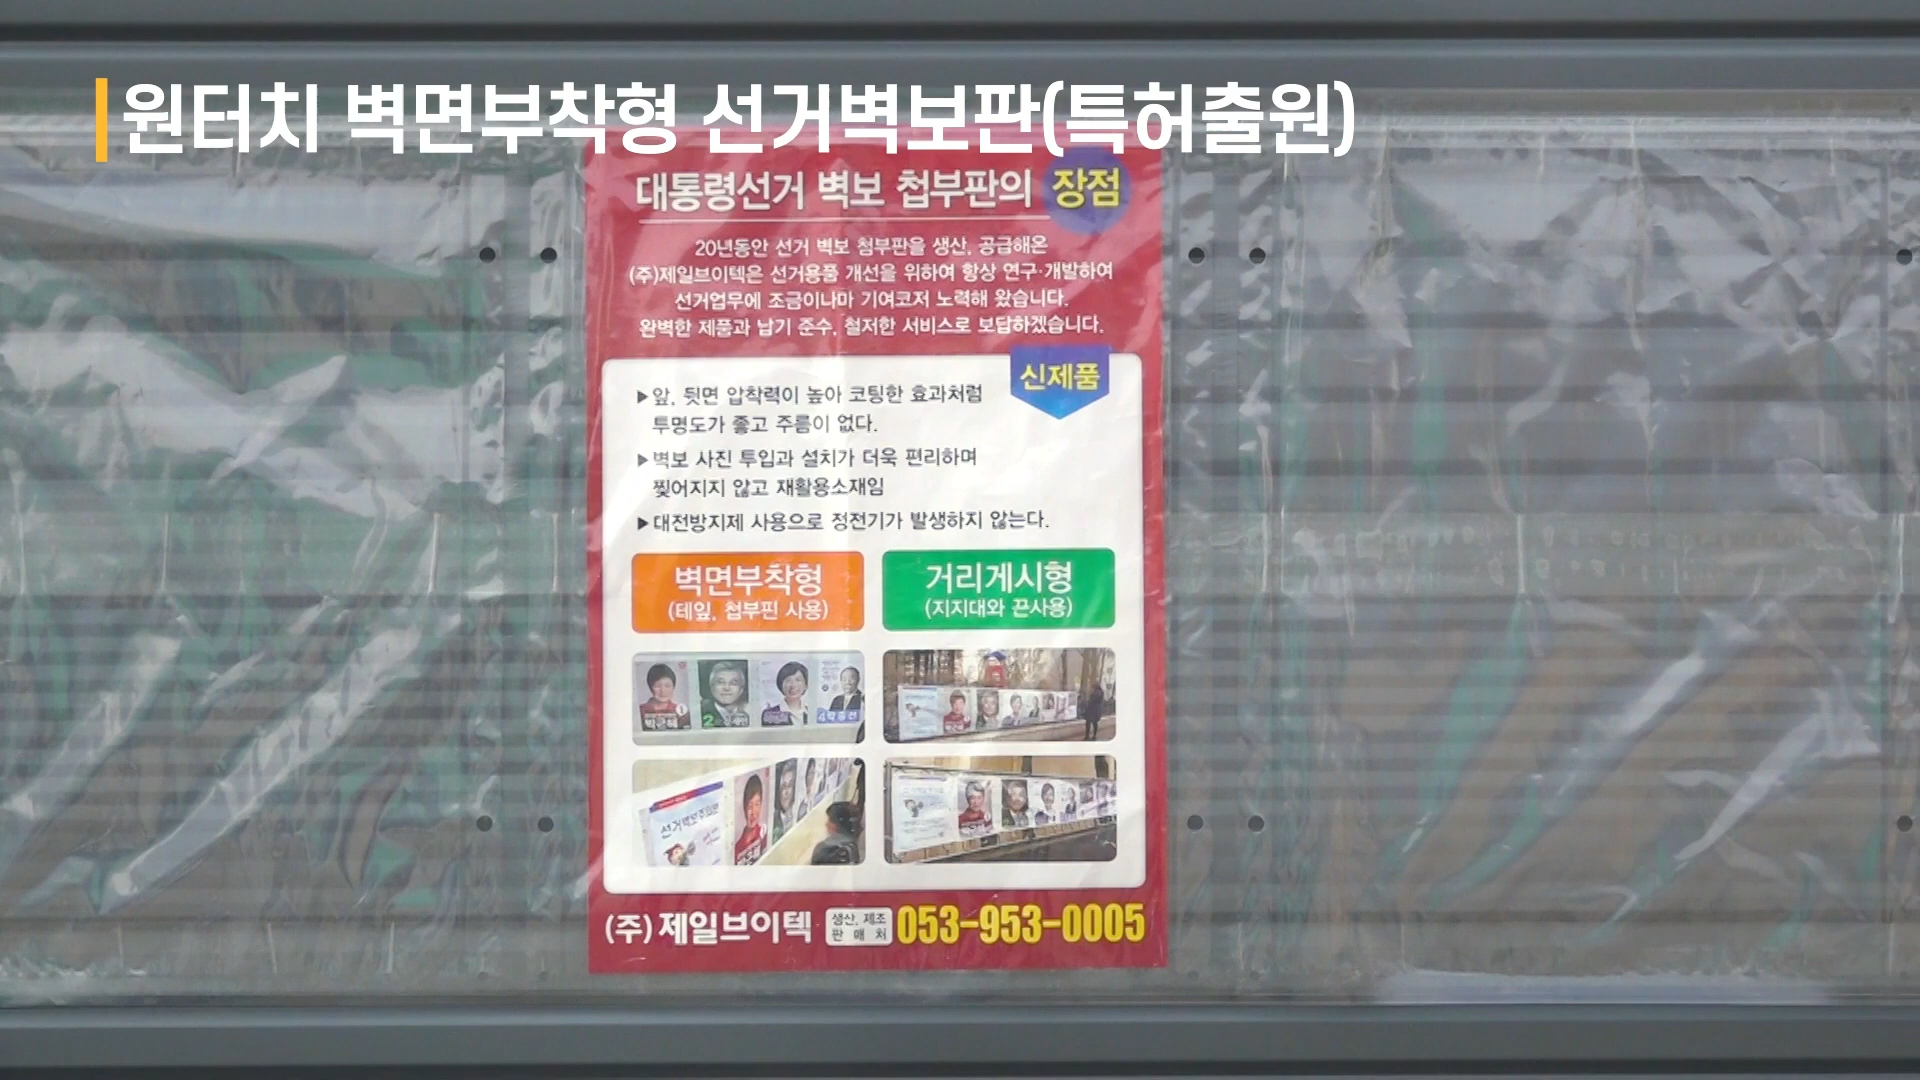 원터치 벽면부착형 선거벽보판(특허출원)
대통령선거 벽보 첩부판의 장점
20년동안 선거 벽보 첨부판을 생산, 공급해온
(주)제일브이텍은 선거용품 개선을 위하여 항상 연구·개발하여
선거업무에 조금이나마 기여코저 노력해 왔습니다.
완벽한 제품과 납기 준수, 철저한 서비스로 보답하겠습니다.
신제품
▶앞, 뒷면 압착력이 높아 코팅한 효과처럼
투명도가 좋고 주름이 없다.
▶벽보 사진 투입과 설치가 더욱 편리하며
찢어지지 않고 재활용소재임
▶대전방지제 사용으로 정전기가 발생하지 않는다.
벽면부착형
(테잎, 첩부핀 사용)
거리게시형
(지지대와 끈사용)
박근혜 1
2
4
(주)제일브이텍 생산, 제조 판매처 053-953-0005